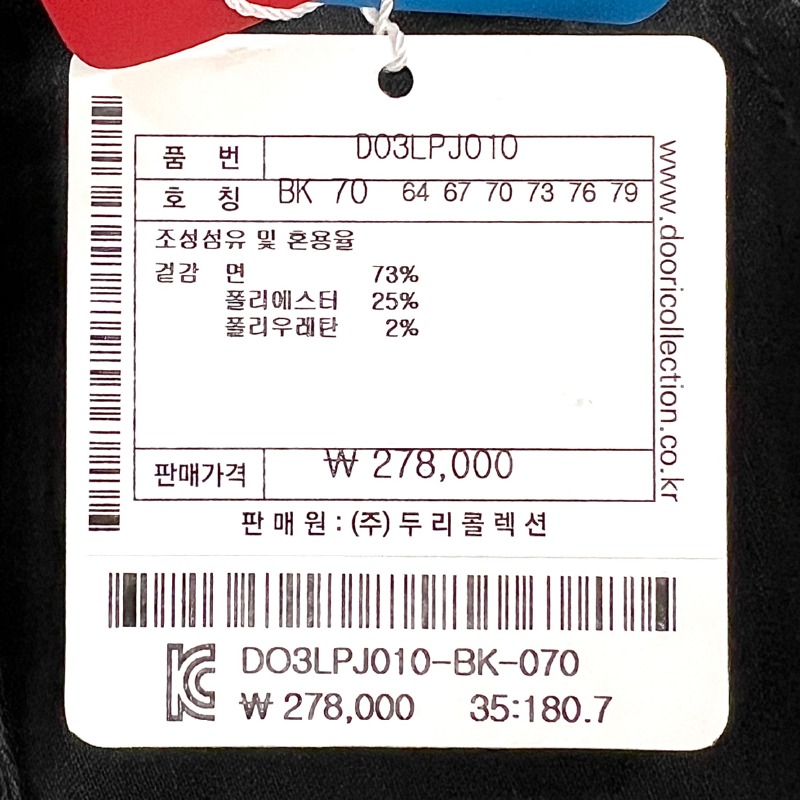 품 번 DO3LPJ010
호 칭 BK 70 64 67 70 73 76 79
조성섬유 및 혼용율
겉감 면 73%
폴리에스터 25%
폴리우레탄 2%
판매가격 ₩ 278,000
판매원 : (주)두리콜렉션
www.dooricollection.co.kr
DO3LPJ010-BK-070
₩ 278,000 35:180.7